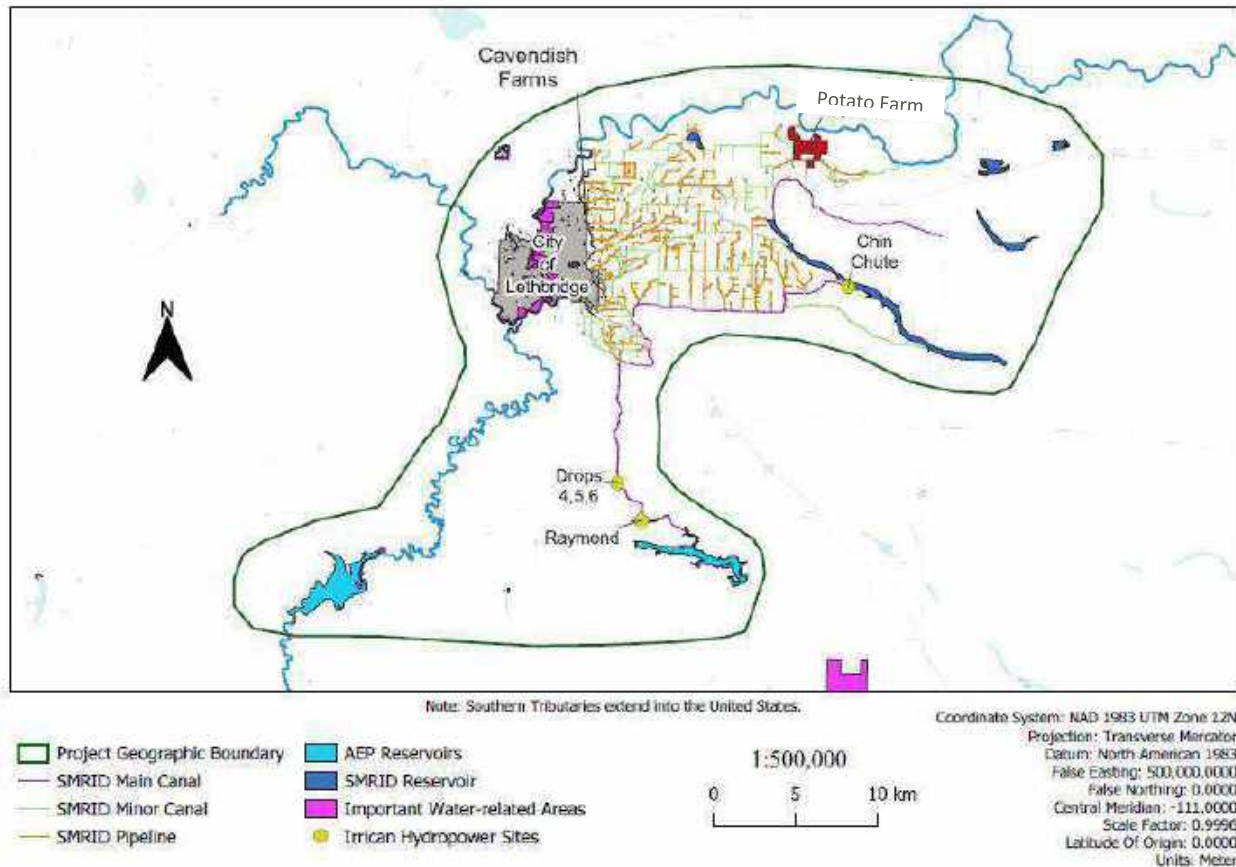 Cavendish
Farms
Potato Farm
City
of
Lethbridge
Chin
Chute
N
Drops
4,5,6
Raymond
Note: Southern Tributaries extend into the United States.
Project Geographic Boundary
SMRID Main Canal
SMRID Minor Canal
SMRID Pipeline
AEP Reservoirs
SMRID Reservoir
Important Water-related Areas
Irrican Hydropower Sites
1:500,000
0 5 10 km
Coordinate System: NAD 1983 UTM Zone 12N
Projection: Transverse Mercator
Datum: North American 1983
False Easting: 500,000.0000
False Northing: 0.0000
Central Meridian: -111.0000
Scale Factor: 0.9996
Latitude Of Origin: 0.0000
Units: Meter